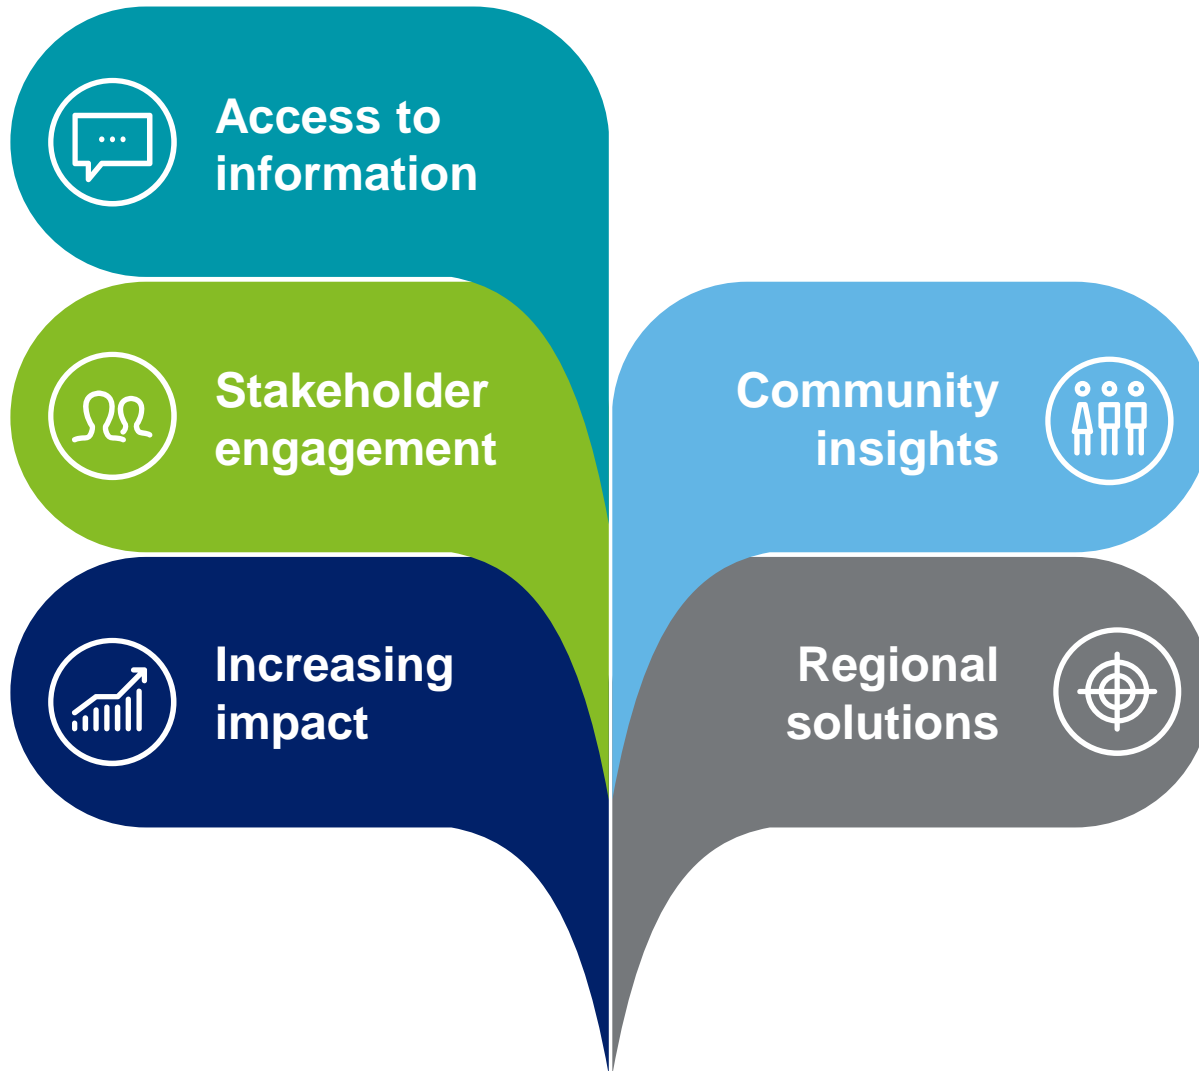 Access to
information
Stakeholder
engagement
Community
insights
Increasing
impact
Regional
solutions